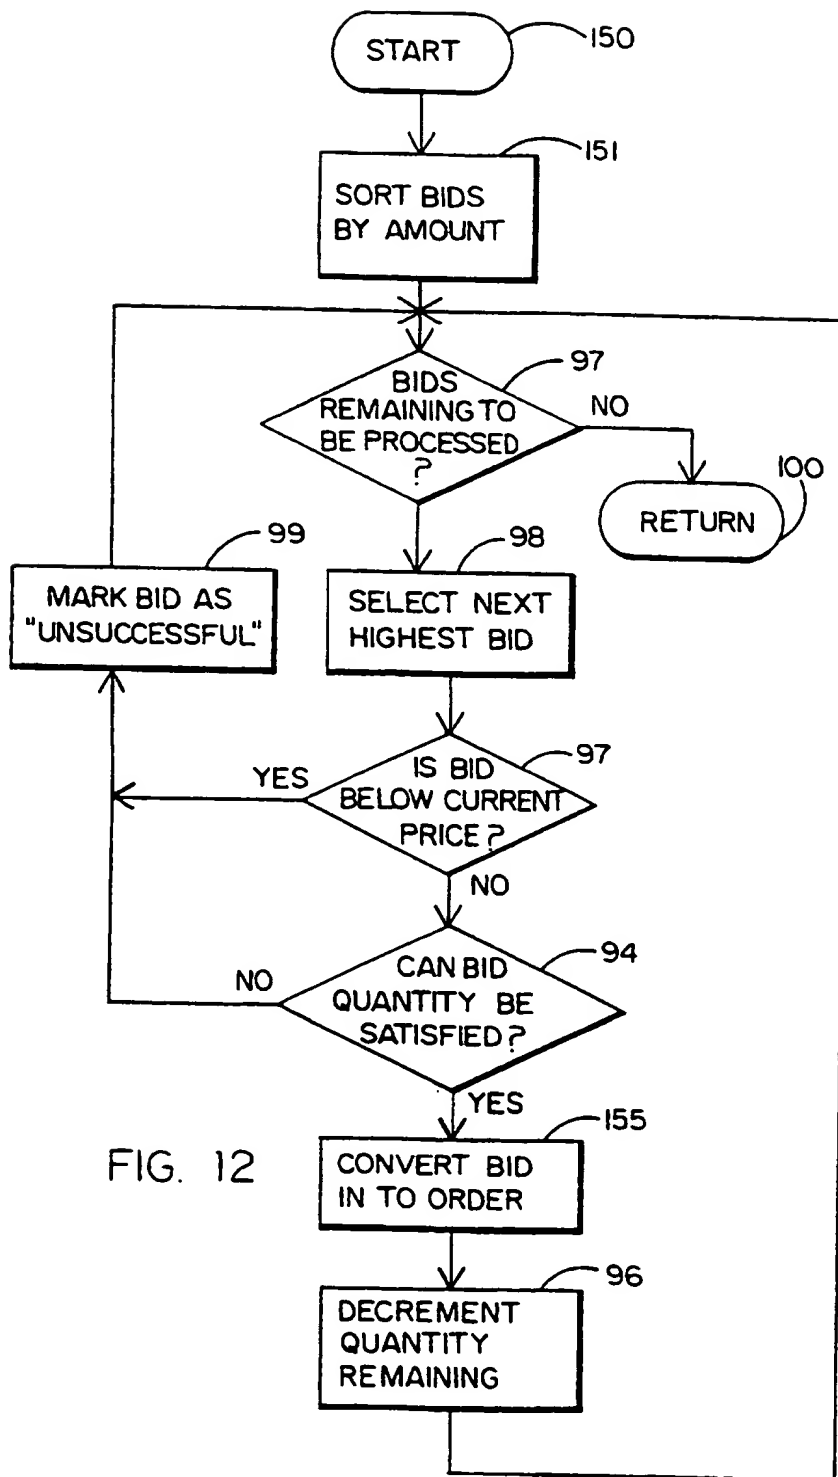 START
150
151
SORT BIDS
BY AMOUNT
97
BIDS
REMAINING TO
BE PROCESSED
?
NO
100
RETURN
99
MARK BID AS
"UNSUCCESSFUL"
98
SELECT NEXT
HIGHEST BID
97
YES
IS BID
BELOW CURRENT
PRICE?
NO
94
NO
CAN BID
QUANTITY BE
SATISFIED?
YES
155
FIG. 12
CONVERT BID
IN TO ORDER
96
DECREMENT
QUANTITY
REMAINING